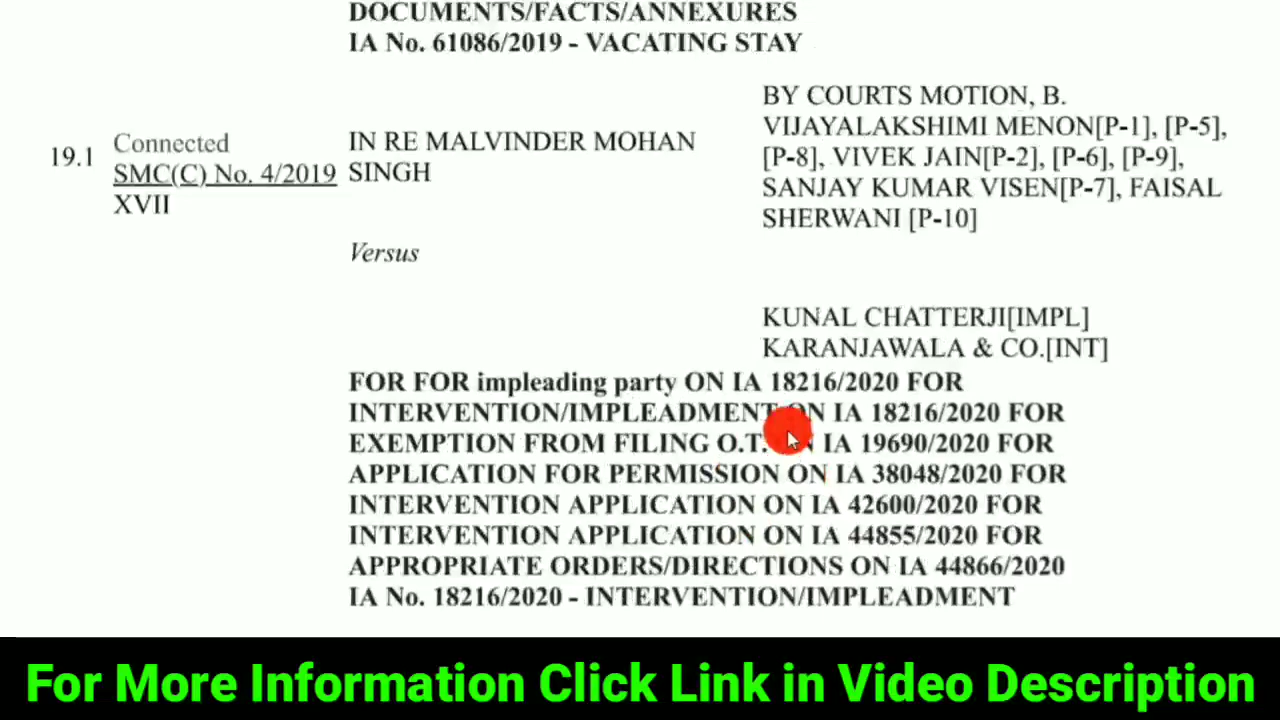 DOCUMENTS/FACTS/ANNEXURES
IA No. 61086/2019 - VACATING STAY
19.1
Connected
SMC(C) No. 4/2019
XVII
IN RE MALVINDER MOHAN
SINGH
Versus
BY COURTS MOTION, B.
VIJAYALAKSHIMI MENON[P-1], [P-5],
[P-8], VIVEK JAIN[P-2], [P-6], [P-9],
SANJAY KUMAR VISEN[P-7], FAISAL
SHERWANI [P-10]
KUNAL CHATTERJI[IMPL]
KARANJAWALA & CO.[INT]
FOR FOR impleading party ON IA 18216/2020 FOR
INTERVENTION/IMPLEADMENT ON IA 18216/2020 FOR
EXEMPTION FROM FILING O.T. ON IA 19690/2020 FOR
APPLICATION FOR PERMISSION ON IA 38048/2020 FOR
INTERVENTION APPLICATION ON IA 42600/2020 FOR
INTERVENTION APPLICATION ON IA 44855/2020 FOR
APPROPRIATE ORDERS/DIRECTIONS ON IA 44866/2020
IA No. 18216/2020 - INTERVENTION/IMPLEADMENT
For More Information Click Link in Video Description